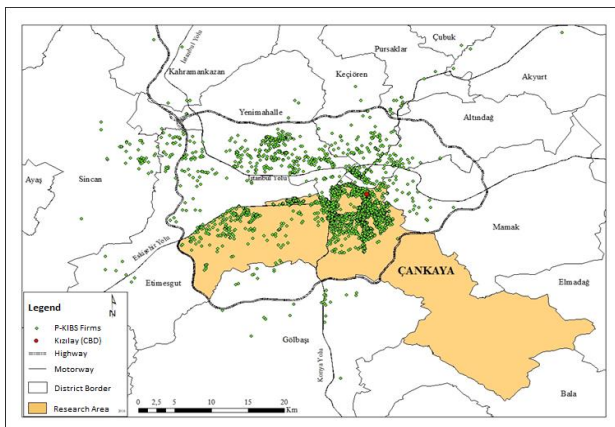 İstanbul Yolu
Kahramankazan
Çubuk
Pursaklar
Keçiören
Akyurt
Yenimahalle
Altındağ
Ayaş
Sincan
İstanbul Yolu
Eskişehir Yolu
Mamak
Etimesgut
ÇANKAYA
Elmadağ
Gölbaşı
Konya Yolu
Bala
Legend
N
P-KIBS Firms
Kızılay (CBD)
Highway
Motorway
District Border
Research Area
0 2,5 5 10 15 20
Km